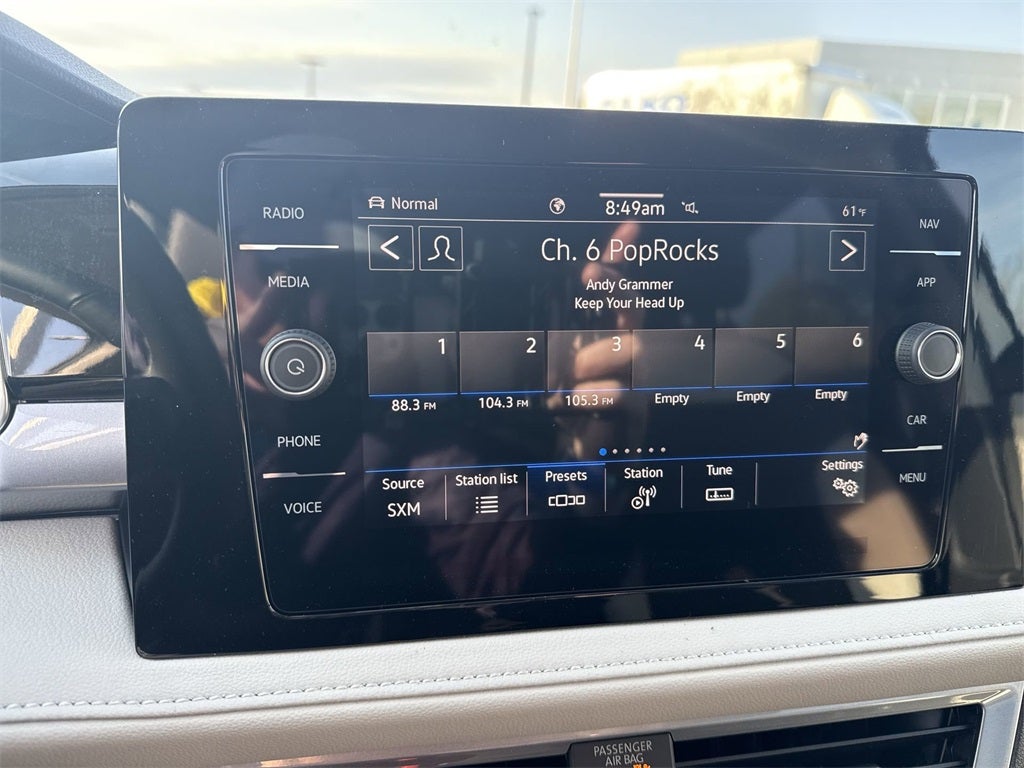 Normal
8:49am
61°F
RADIO
MEDIA
PHONE
VOICE
NAV
APP
CAR
MENU
Ch. 6 PopRocks
Andy Grammer
Keep Your Head Up
1 2 3 4 5 6
88.3 FM 104.3 FM 105.3 FM Empty Empty Empty
Source Station list Presets Station Tune Settings
SXM
PASSENGER
AIR BAG